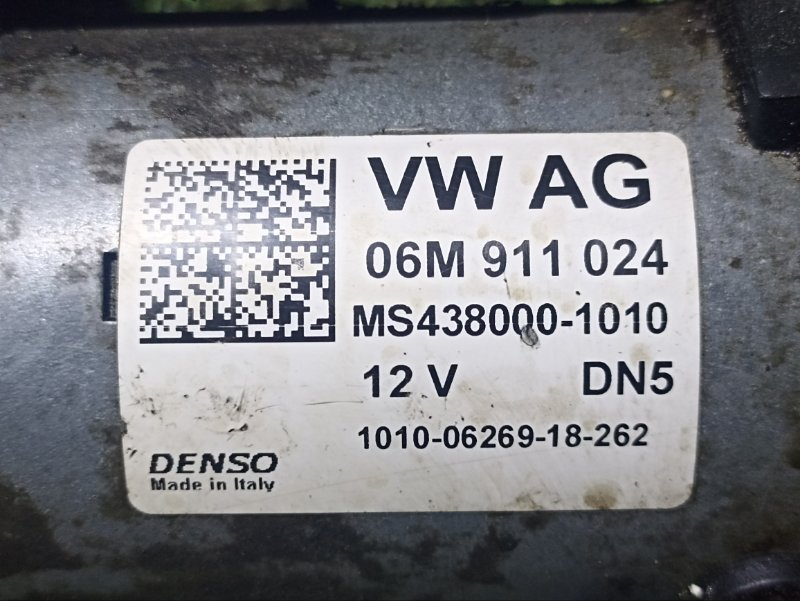 VW AG
06M 911 024
MS438000-1010
12 V DN5
1010-06269-18-262
DENSO
Made in Italy